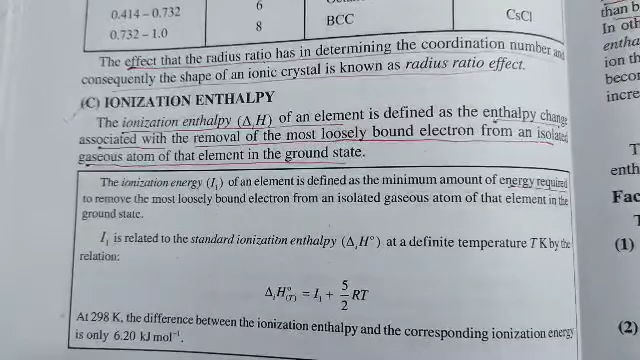 0.414 – 0.732 6
0.732 – 1.0 8 BCC CsCl
The effect that the radius ratio has in determining the coordination number and
consequently the shape of an ionic crystal is known as radius ratio effect.
(C) IONIZATION ENTHALPY
The ionization enthalpy (ΔᵢH) of an element is defined as the enthalpy change
associated with the removal of the most loosely bound electron from an isolated
gaseous atom of that element in the ground state.
The ionization energy (I₁) of an element is defined as the minimum amount of energy required
to remove the most loosely bound electron from an isolated gaseous atom of that element in the
ground state.
I₁ is related to the standard ionization enthalpy (ΔᵢH°) at a definite temperature T K by the
relation:
ΔᵢH°(T) = I₁ + 5/2 RT
At 298 K, the difference between the ionization enthalpy and the corresponding ionization energy
is only 6.20 kJ mol⁻¹.
than b
In oth
entha
ion th
becor
incre
T
enth
Fac
T
(1)
(2)